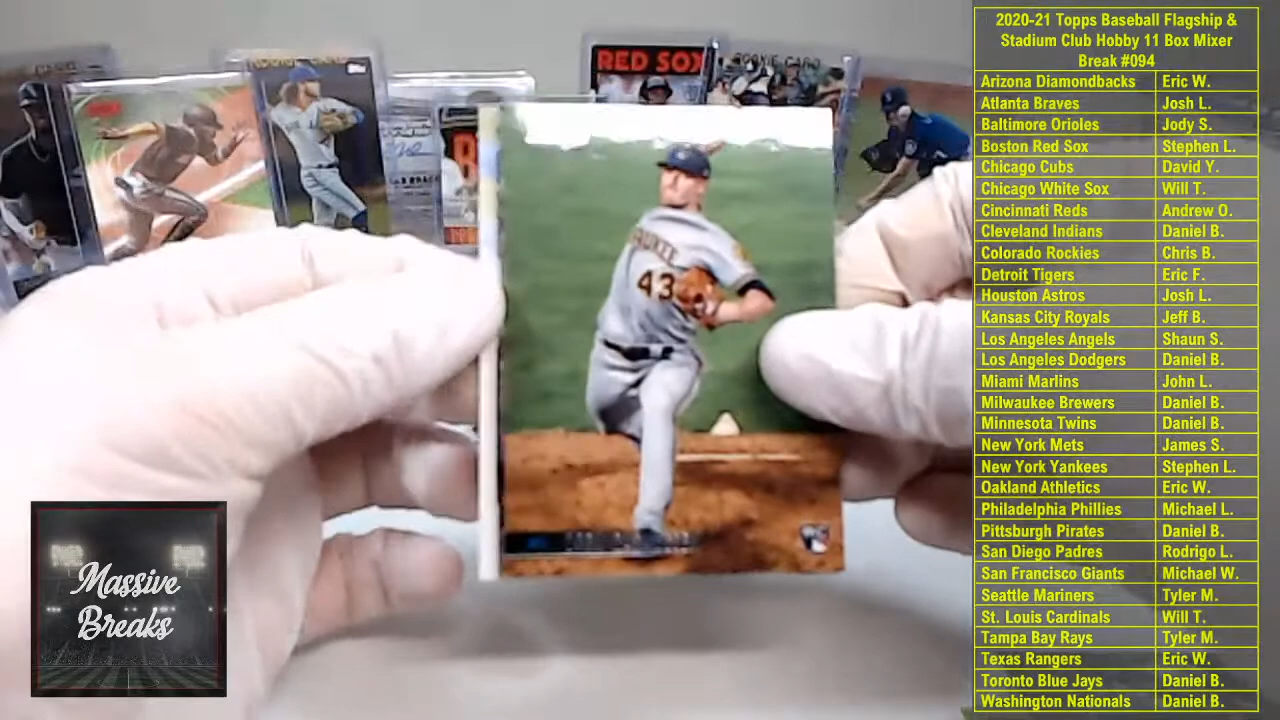 2020-21 Topps Baseball Flagship &
Stadium Club Hobby 11 Box Mixer
Break #094
Arizona Diamondbacks Eric W.
Atlanta Braves Josh L.
Baltimore Orioles Jody S.
Boston Red Sox Stephen L.
Chicago Cubs David Y.
Chicago White Sox Will T.
Cincinnati Reds Andrew O.
Cleveland Indians Daniel B.
Colorado Rockies Chris B.
Detroit Tigers Eric F.
Houston Astros Josh L.
Kansas City Royals Jeff B.
Los Angeles Angels Shaun S.
Los Angeles Dodgers Daniel B.
Miami Marlins John L.
Milwaukee Brewers Daniel B.
Minnesota Twins Daniel B.
New York Mets James S.
New York Yankees Stephen L.
Oakland Athletics Eric W.
Philadelphia Phillies Michael L.
Pittsburgh Pirates Daniel B.
San Diego Padres Rodrigo L.
San Francisco Giants Michael W.
Seattle Mariners Tyler M.
St. Louis Cardinals Will T.
Tampa Bay Rays Tyler M.
Texas Rangers Eric W.
Toronto Blue Jays Daniel B.
Washington Nationals Daniel B.
RED SOX
ROOKIE CARD
43
Massive
Breaks